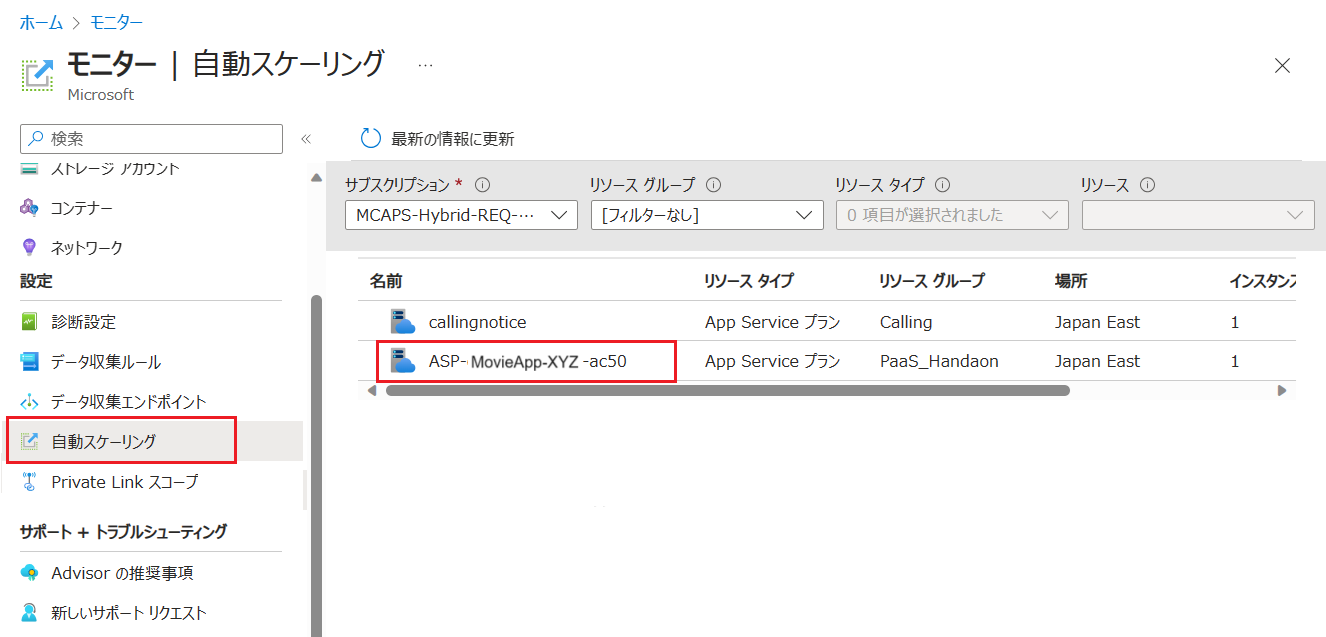 ホーム > モニター
モニター | 自動スケーリング ...
Microsoft
検索
ストレージ アカウント
コンテナー
ネットワーク
設定
診断設定
データ収集ルール
データ収集エンドポイント
自動スケーリング
Private Link スコープ
サポート + トラブルシューティング
Advisor の推奨事項
新しいサポート リクエスト
最新の情報に更新
サブスクリプション * リソース グループ リソース タイプ リソース
MCAPS-Hybrid-REQ-… [フィルターなし] 0 項目が選択されました
名前 リソース タイプ リソース グループ 場所 インスタンス
callingnotice App Service プラン Calling Japan East 1
ASP-MovieApp-XYZ -ac50 App Service プラン PaaS_Handaon Japan East 1